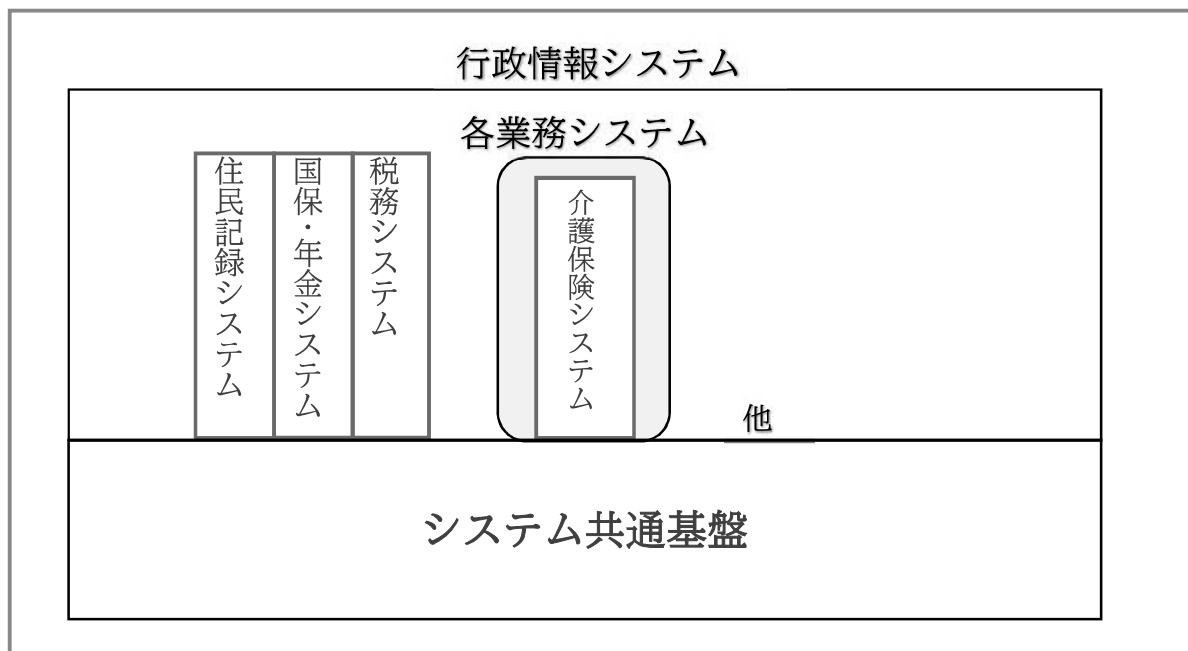 行政情報システム
各業務システム
住民記録システム
国保・年金システム
税務システム
介護保険システム
他
システム共通基盤